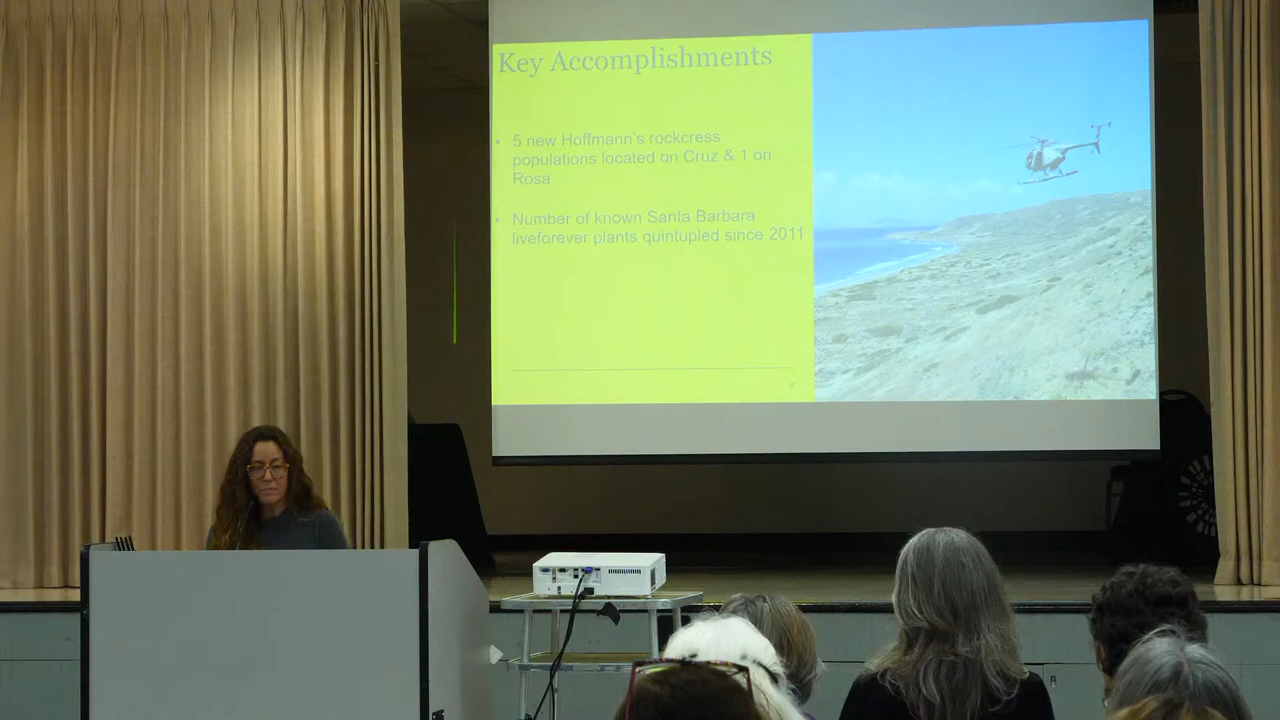 Key Accomplishments
• 5 new Hoffmann's rockcress
populations located on Cruz & 1 on
Rosa
• Number of known Santa Barbara
liveforever plants quintupled since 2011